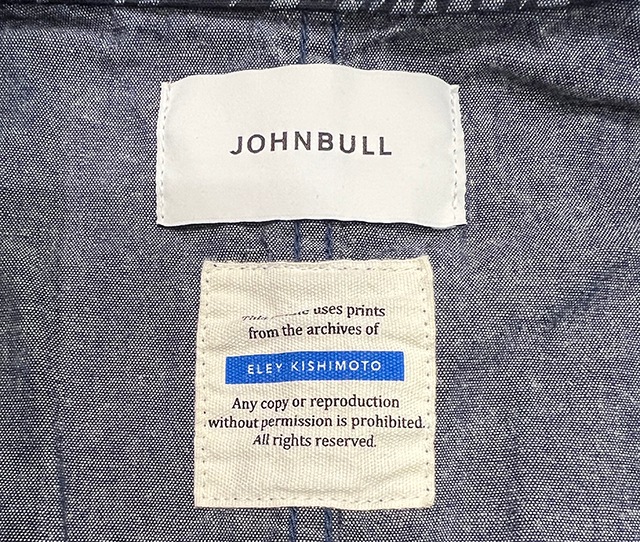 JOHNBULL
uses prints
from the archives of
ELEY KISHIMOTO
Any copy or reproduction
without permission is prohibited.
All rights reserved.